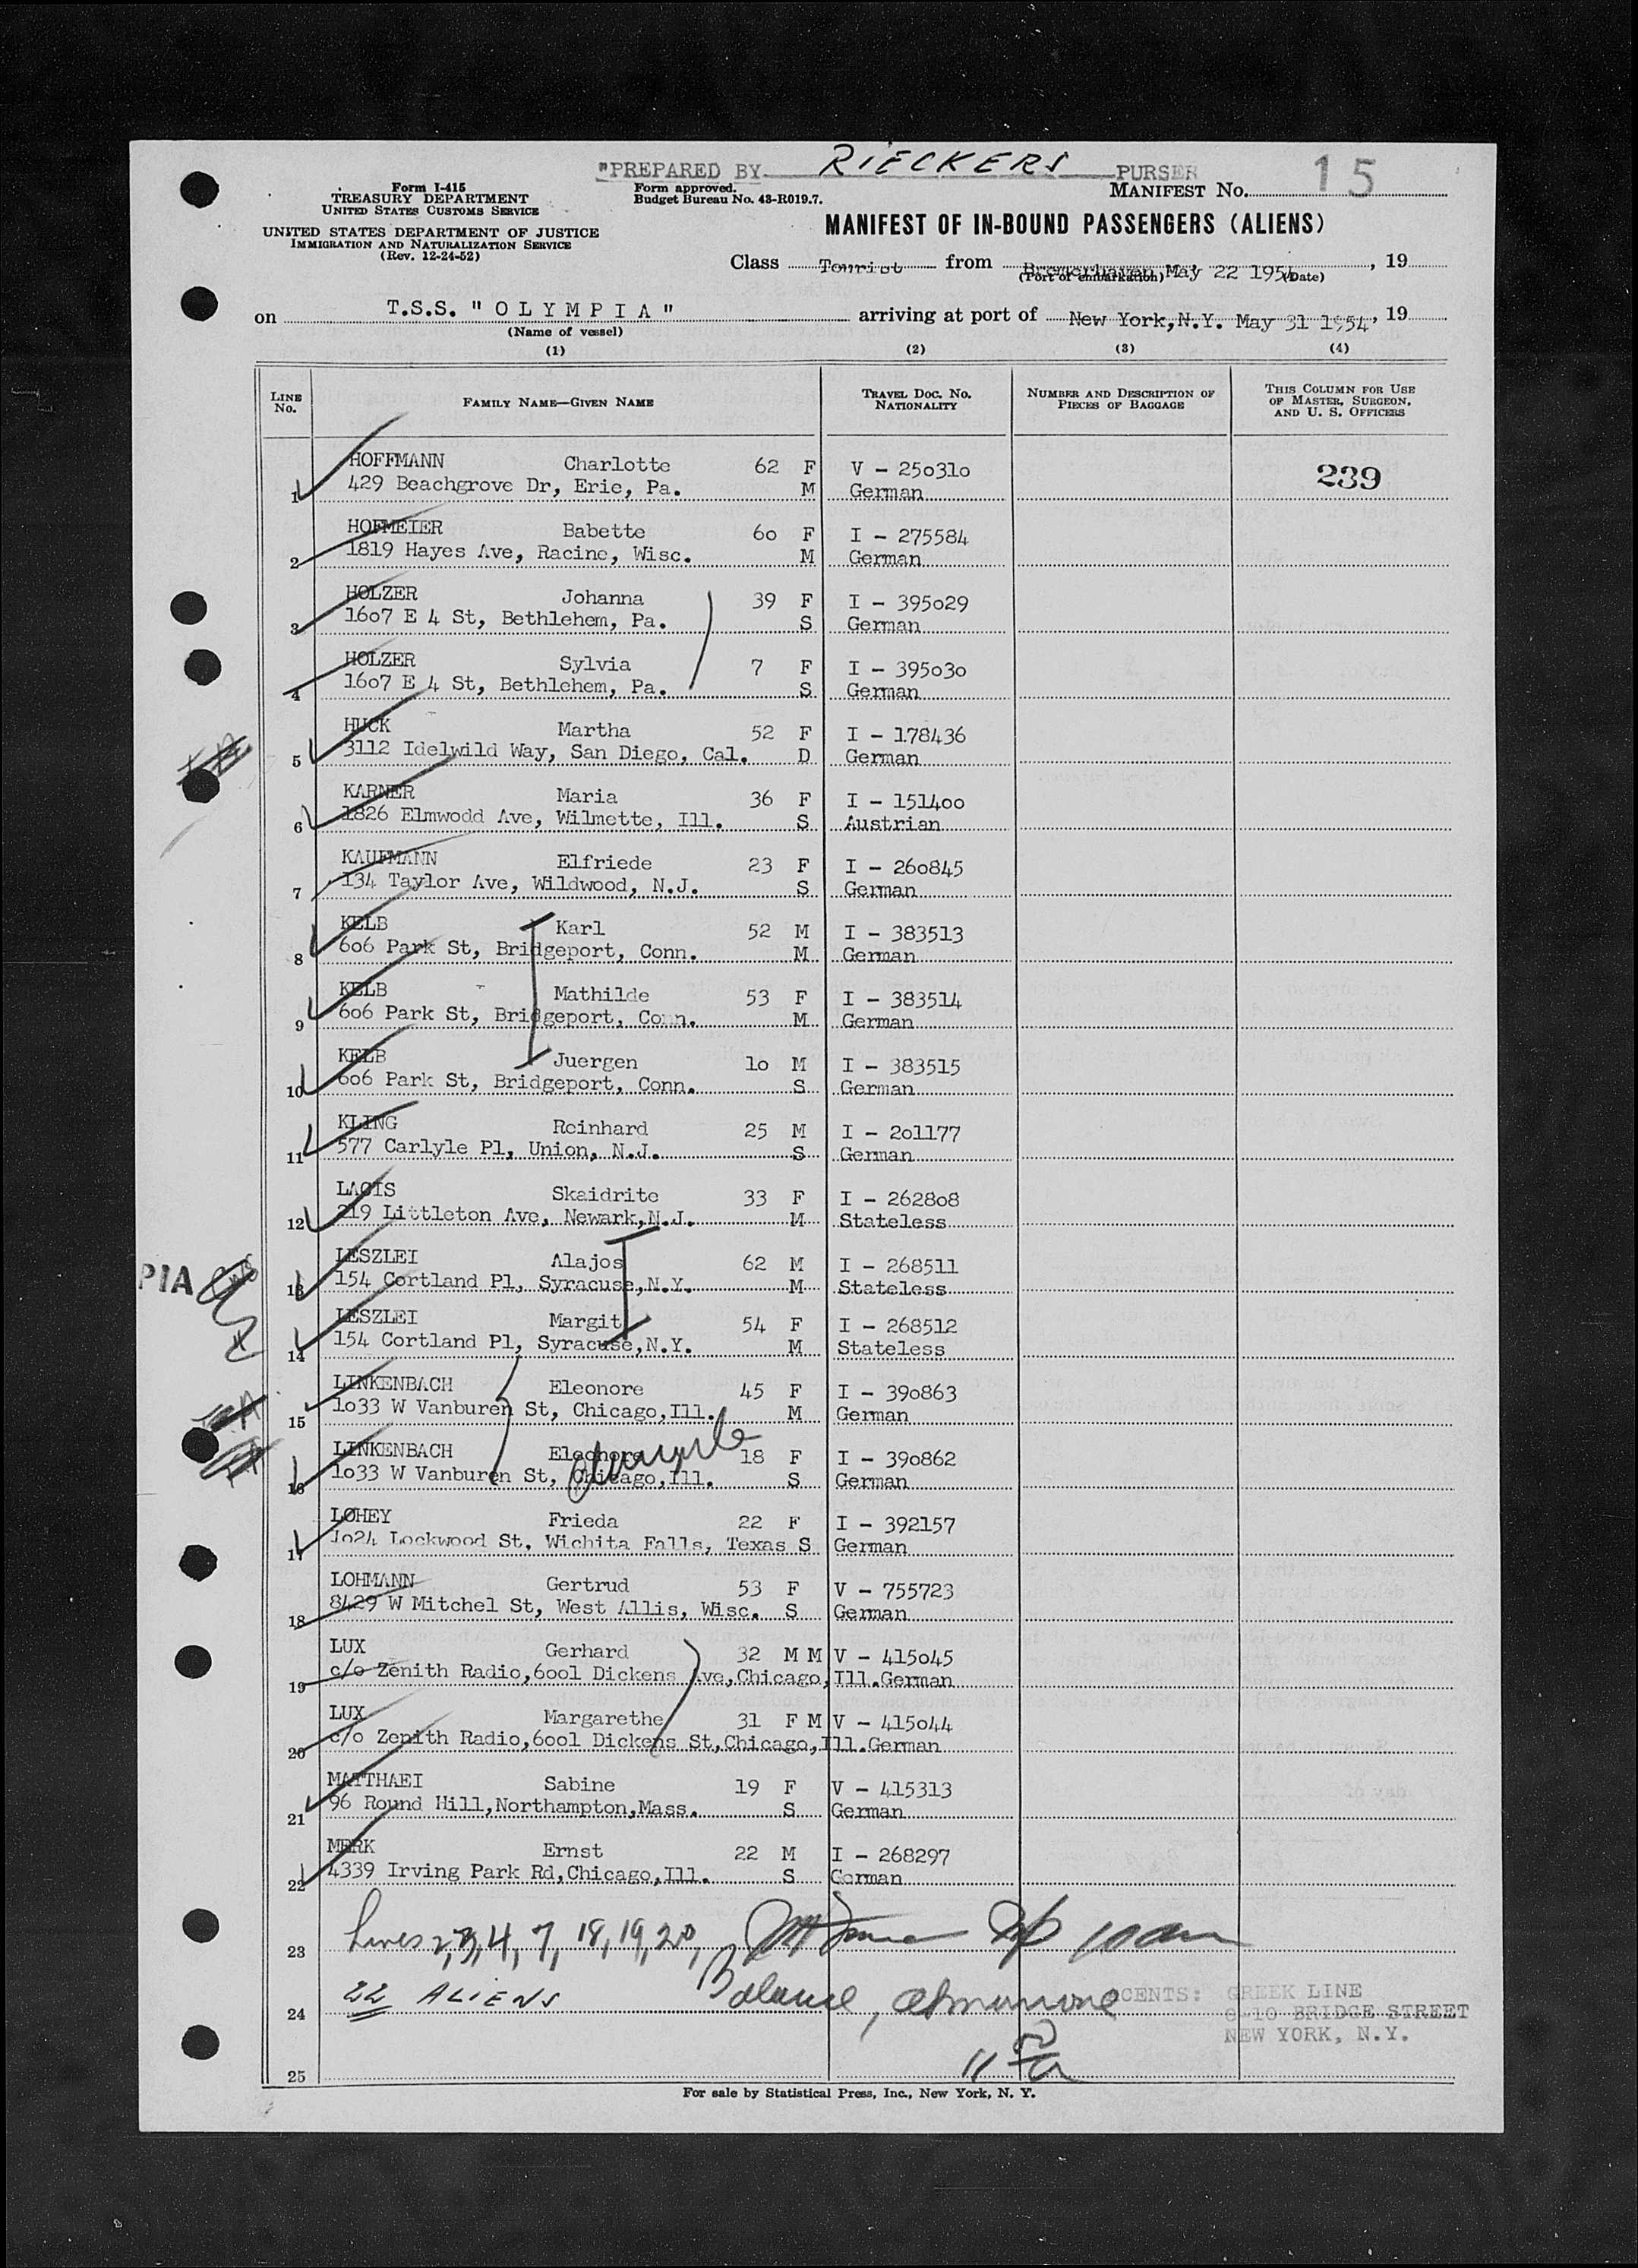 "PREPARED BY RIECKERS PURSER
Form I-415
TREASURY DEPARTMENT
UNITED STATES CUSTOMS SERVICE
UNITED STATES DEPARTMENT OF JUSTICE
IMMIGRATION AND NATURALIZATION SERVICE
(Rev. 12-24-52)
Form approved.
Budget Bureau No. 43-R019.7.
MANIFEST No. 15
MANIFEST OF IN-BOUND PASSENGERS (ALIENS)
Class Tourist from Bremerhaven May 22 1954, 19
(Port of embarkation) (Date)
on T.S.S. "OLYMPIA" arriving at port of New York,N.Y. May 31 1954, 19
(Name of vessel)
(1) (2) (3) (4)
LINE No. FAMILY NAME—GIVEN NAME TRAVEL DOC. No. NATIONALITY NUMBER AND DESCRIPTION OF PIECES OF BAGGAGE THIS COLUMN FOR USE OF MASTER, SURGEON, AND U. S. OFFICERS
HOFFMANN Charlotte 62 F V - 250310 239
1 429 Beachgrove Dr, Erie, Pa. M German
HOFMEIER Babette 60 F I - 275584
2 1819 Hayes Ave, Racine, Wisc. M German
HOLZER Johanna 39 F I - 395029
3 1607 E 4 St, Bethlehem, Pa. S German
HOLZER Sylvia 7 F I - 395030
4 1607 E 4 St, Bethlehem, Pa. S German
HUCK Martha 52 F I - 178436
5 3112 Idelwild Way, San Diego, Cal. D German
KARNER Maria 36 F I - 151400
6 1826 Elmwodd Ave, Wilmette, Ill. S Austrian
KAUFMANN Elfriede 23 F I - 260845
7 134 Taylor Ave, Wildwood, N.J. S German
KELB Karl 52 M I - 383513
8 606 Park St, Bridgeport, Conn. M German
KELB Mathilde 53 F I - 383514
9 606 Park St, Bridgeport, Conn. M German
KELB Juergen 10 M I - 383515
10 606 Park St, Bridgeport, Conn. S German
KLING Reinhard 25 M I - 201177
11 577 Carlyle Pl, Union, N.J. S German
LACIS Skaidrite 33 F I - 262808
12 219 Littleton Ave, Newark,N.J. M Stateless
LESZLEI Alajos 62 M I - 268511
PIA
13 154 Cortland Pl, Syracuse,N.Y. M Stateless
LESZLEI Margit 54 F I - 268512
14 154 Cortland Pl, Syracuse,N.Y. M Stateless
LINKENBACH Eleonore 45 F I - 390863
15 1033 W Vanburen St, Chicago,Ill. M German
LINKENBACH Eleonore 18 F I - 390862
16 1033 W Vanburen St, Chicago,Ill. S German
LOHEY Frieda 22 F I - 392157
17 1024 Lockwood St, Wichita Falls, Texas S German
LOHMANN Gertrud 53 F V - 755723
18 8429 W Mitchel St, West Allis, Wisc. S German
LUX Gerhard 32 M M V - 415045
19 c/o Zenith Radio,6001 Dickens Ave,Chicago,Ill.German
LUX Margarethe 31 F M V - 415044
20 c/o Zenith Radio,6001 Dickens St,Chicago,Ill.German
MATTHAEI Sabine 19 F V - 415313
21 96 Round Hill,Northampton,Mass. S German
MERK Ernst 22 M I - 268297
22 4339 Irving Park Rd,Chicago,Ill. S German
23 Lines 2,3,4,7,18,19,20,
24 22 ALIENS Balance, CENTS: GREEK LINE
8-10 BRIDGE STREET
NEW YORK, N.Y.
25
For sale by Statistical Press, Inc., New York, N. Y.